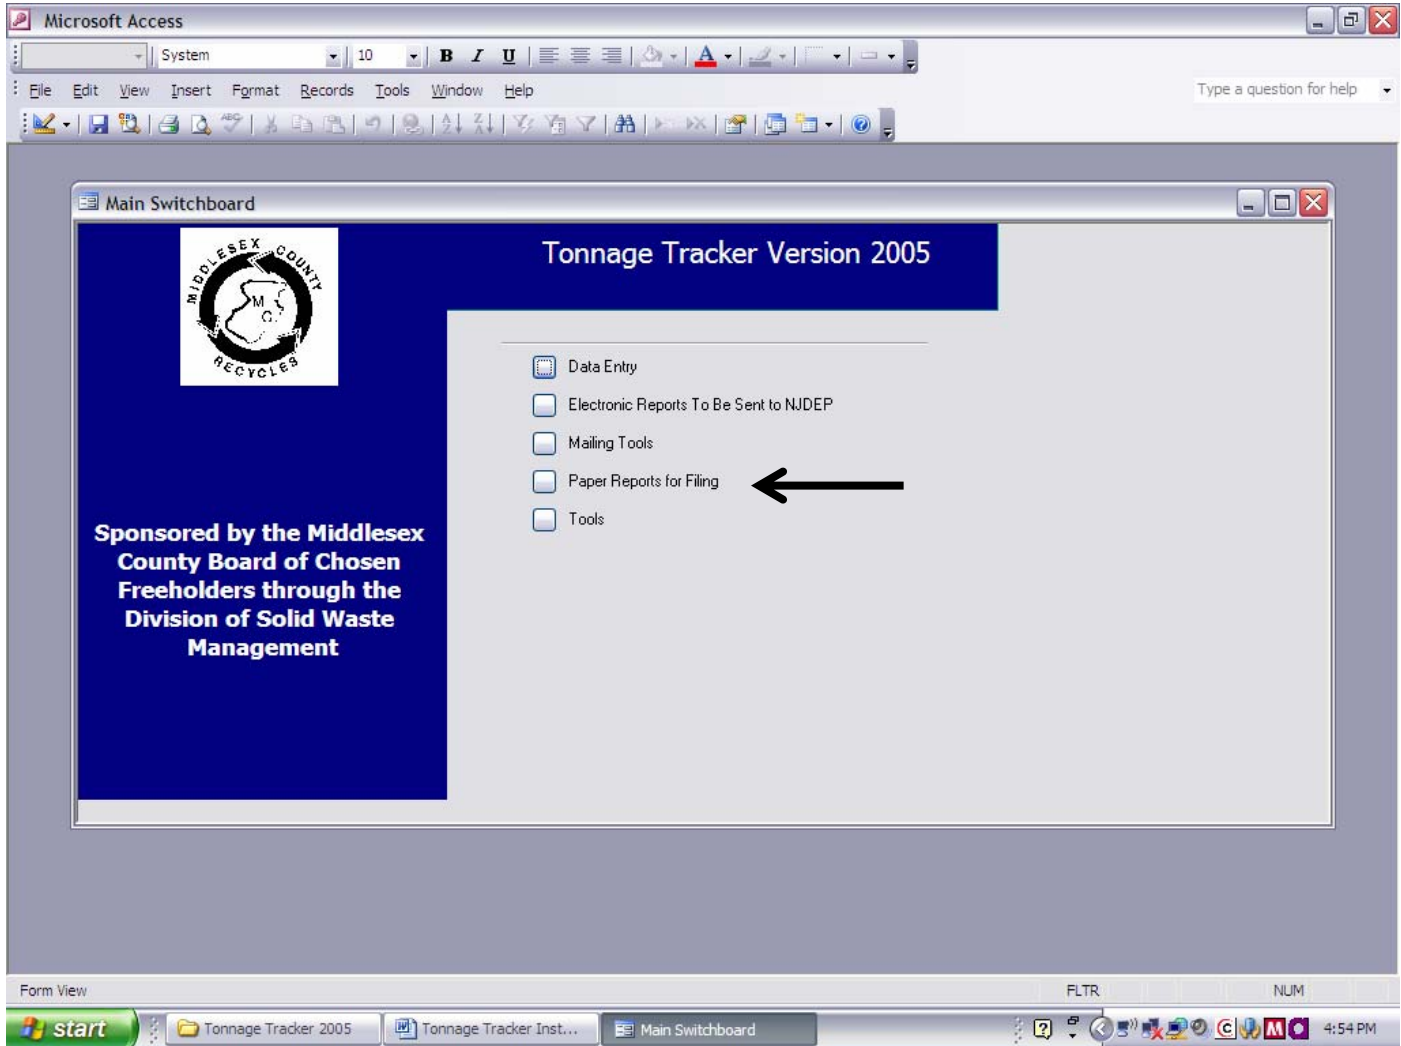 Microsoft Access
System 10 B I U A
File Edit View Insert Format Records Tools Window Help
Type a question for help
Main Switchboard
MIDDLESEX COUNTY
M
C.
RECYCLES
Tonnage Tracker Version 2005
Data Entry
Electronic Reports To Be Sent to NJDEP
Mailing Tools
Paper Reports for Filing
Tools
Sponsored by the Middlesex
County Board of Chosen
Freeholders through the
Division of Solid Waste
Management
Form View
FLTR
NUM
start
Tonnage Tracker 2005
Tonnage Tracker Inst...
Main Switchboard
4:54 PM